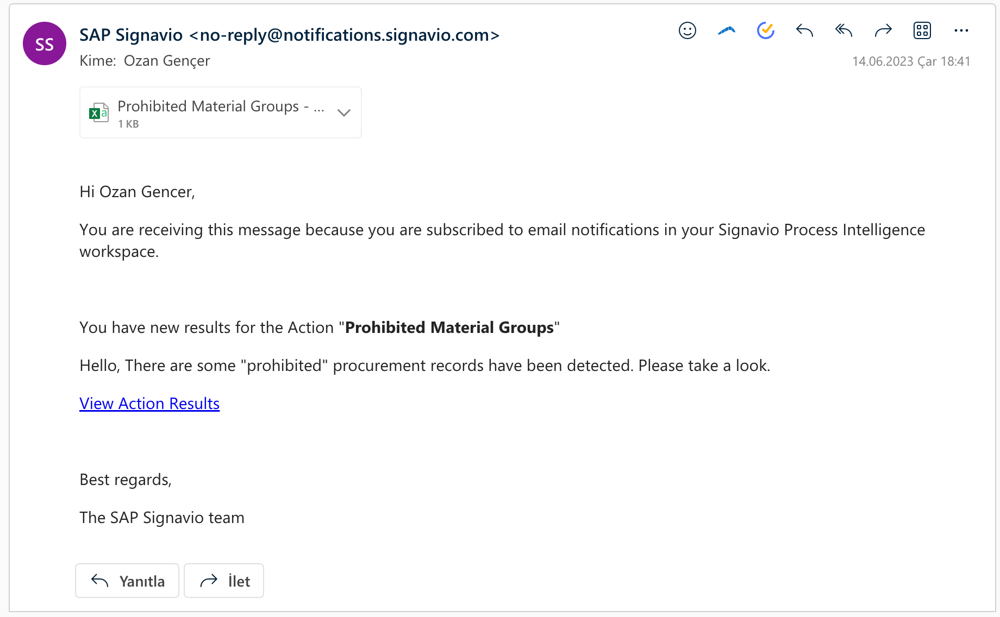 SS
SAP Signavio <no-reply@notifications.signavio.com>
Kime: Ozan Gençer
14.06.2023 Çar 18:41
Prohibited Material Groups - ...
1 KB
Hi Ozan Gencer,
You are receiving this message because you are subscribed to email notifications in your Signavio Process Intelligence
workspace.
You have new results for the Action "Prohibited Material Groups"
Hello, There are some "prohibited" procurement records have been detected. Please take a look.
View Action Results
Best regards,
The SAP Signavio team
Yanıtla
İlet